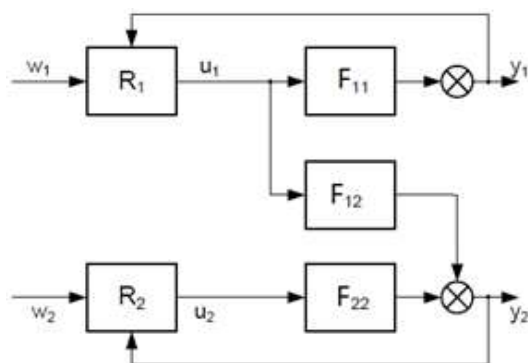 w₁ R₁ u₁ F₁₁ y₁
F₁₂
w₂ R₂ u₂ F₂₂ y₂